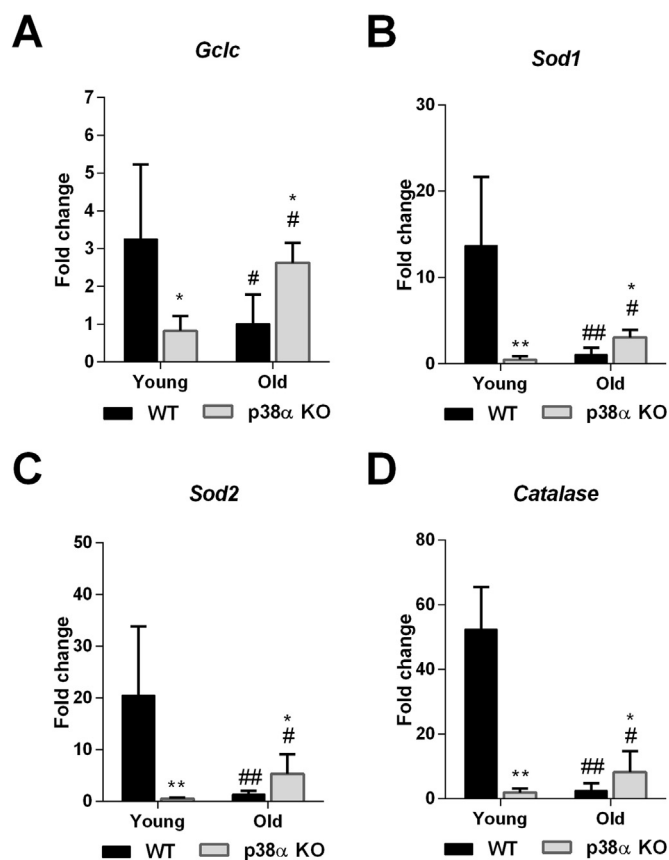 A
Gclc
Fold change
7
6
5
4
3
2
1
0
*
#
*
#
Young
Old
WT
p38α KO
B
Sod1
Fold change
30
20
10
0
**
##
*
#
Young
Old
WT
p38α KO
C
Sod2
Fold change
50
40
30
20
10
0
**
##
*
#
Young
Old
WT
p38α KO
D
Catalase
Fold change
80
60
40
20
0
**
##
*
#
Young
Old
WT
p38α KO